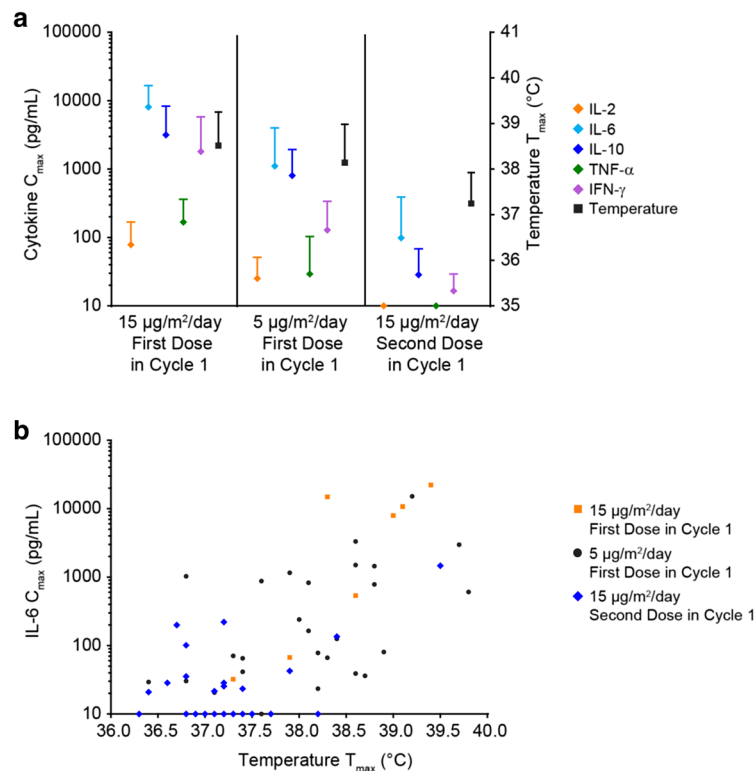 a
100000
10000
1000
100
10
Cytokine Cmax (pg/mL)
41
40
39
38
37
36
35
Temperature Tmax (°C)
15 µg/m²/day
First Dose
in Cycle 1
5 µg/m²/day
First Dose
in Cycle 1
15 µg/m²/day
Second Dose
in Cycle 1
IL-2
IL-6
IL-10
TNF-α
IFN-γ
Temperature
b
100000
10000
1000
100
10
IL-6 Cmax (pg/mL)
36.0 36.5 37.0 37.5 38.0 38.5 39.0 39.5 40.0
Temperature Tmax (°C)
15 µg/m²/day
First Dose in Cycle 1
5 µg/m²/day
First Dose in Cycle 1
15 µg/m²/day
Second Dose in Cycle 1